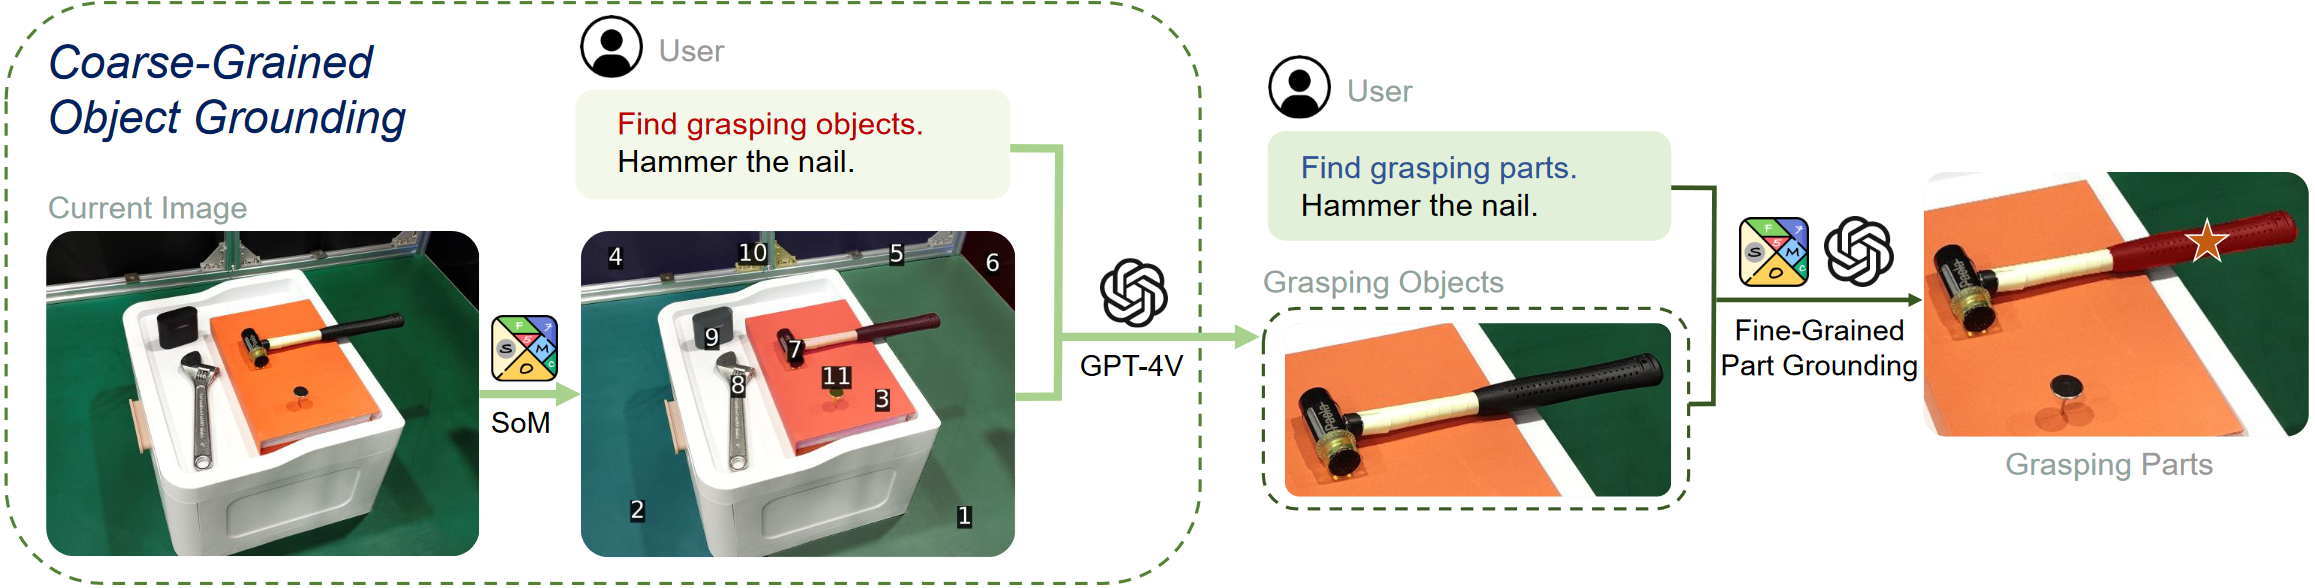 Coarse-Grained
Object Grounding
Current Image
SoM
User
Find grasping objects.
Hammer the nail.
4
10
5
6
9
7
8
11
3
2
1
GPT-4V
User
Find grasping parts.
Hammer the nail.
Grasping Objects
Fine-Grained
Part Grounding
Grasping Parts